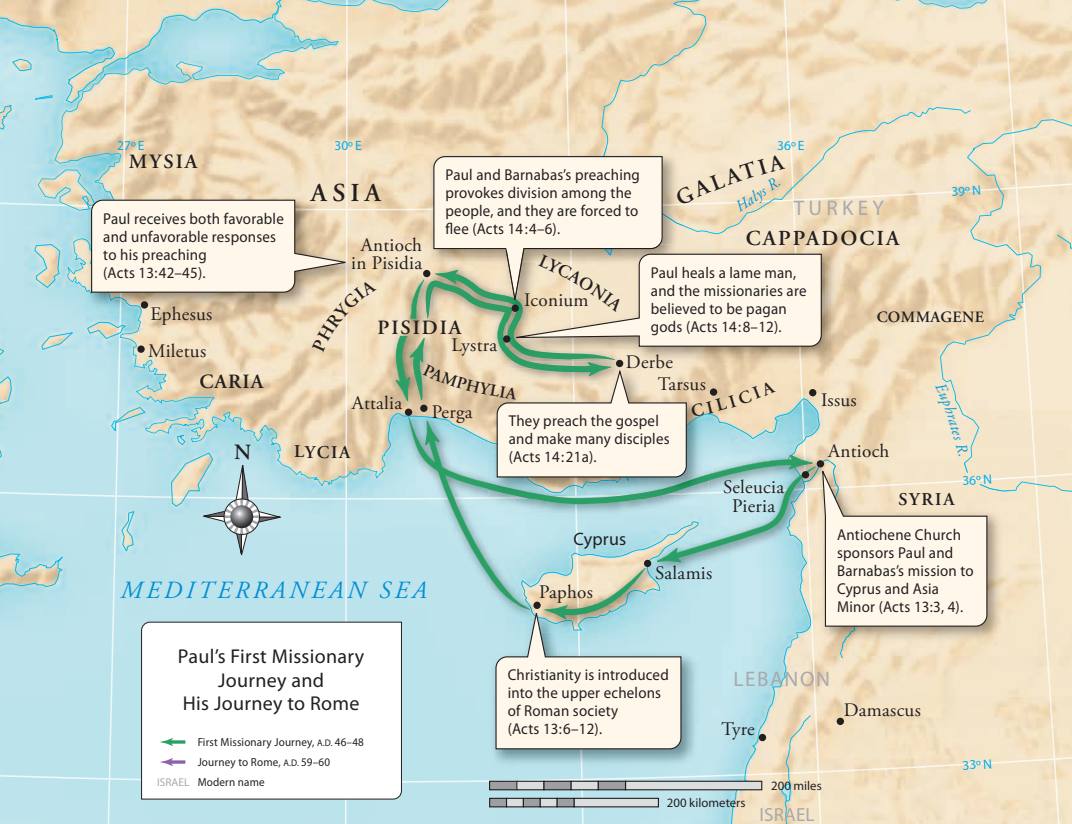 27° E
30° E
36° E
39° N
MYSIA
ASIA
GALATIA
Halys R.
TURKEY
CAPPADOCIA
Paul and Barnabas’s preaching
provokes division among the
people, and they are forced to
flee (Acts 14:4–6).
Paul receives both favorable
and unfavorable responses
to his preaching
(Acts 13:42–45).
Antioch
in Pisidia
LYCAONIA
Paul heals a lame man,
and the missionaries are
believed to be pagan
gods (Acts 14:8–12).
Iconium
Ephesus
PHRYGIA
PISIDIA
COMMAGENE
Lystra
Miletus
Derbe
CARIA
PAMPHYLIA
Tarsus
CILICIA
Issus
Euphrates R.
Attalia
Perga
They preach the gospel
and make many disciples
(Acts 14:21a).
N
LYCIA
Antioch
36° N
Seleucia
Pieria
SYRIA
Cyprus
Antiochene Church
sponsors Paul and
Barnabas’s mission to
Cyprus and Asia
Minor (Acts 13:3, 4).
Salamis
MEDITERRANEAN SEA
Paphos
Christianity is introduced
into the upper echelons
of Roman society
(Acts 13:6–12).
LEBANON
Damascus
Tyre
33° N
Paul’s First Missionary
Journey and
His Journey to Rome
First Missionary Journey, A.D. 46–48
Journey to Rome, A.D. 59–60
ISRAEL Modern name
200 miles
200 kilometers
ISRAEL